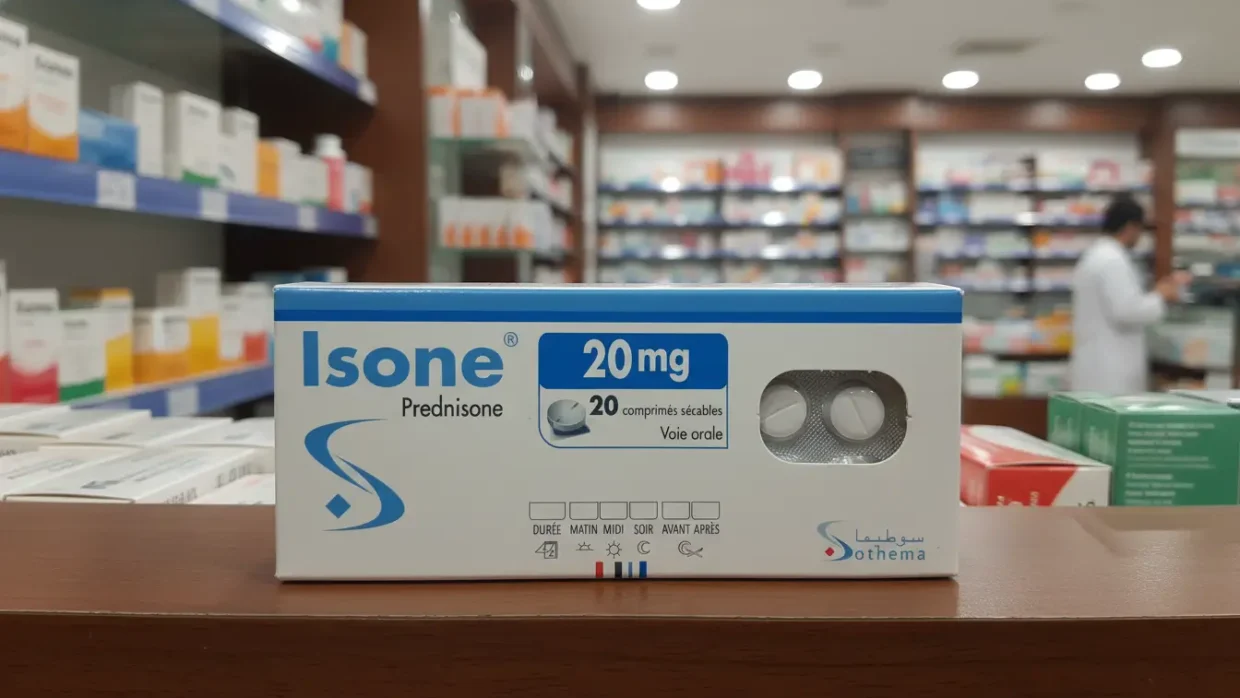 Isone®
Prednisone
20mg
20 comprimés sécables
Voie orale
DURÉE MATIN MIDI SOIR AVANT APRÈS
سوطيما
Sothema